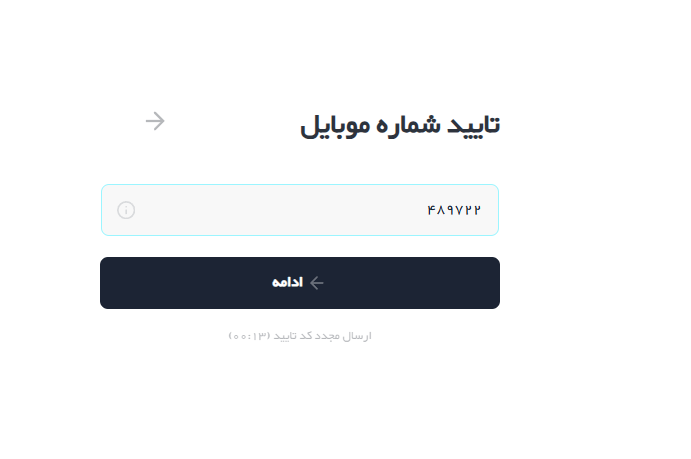 تایید شماره موبایل
۴۸۹۷۲۲
ادامه
ارسال مجدد کد تایید (۰۰:۱۳)